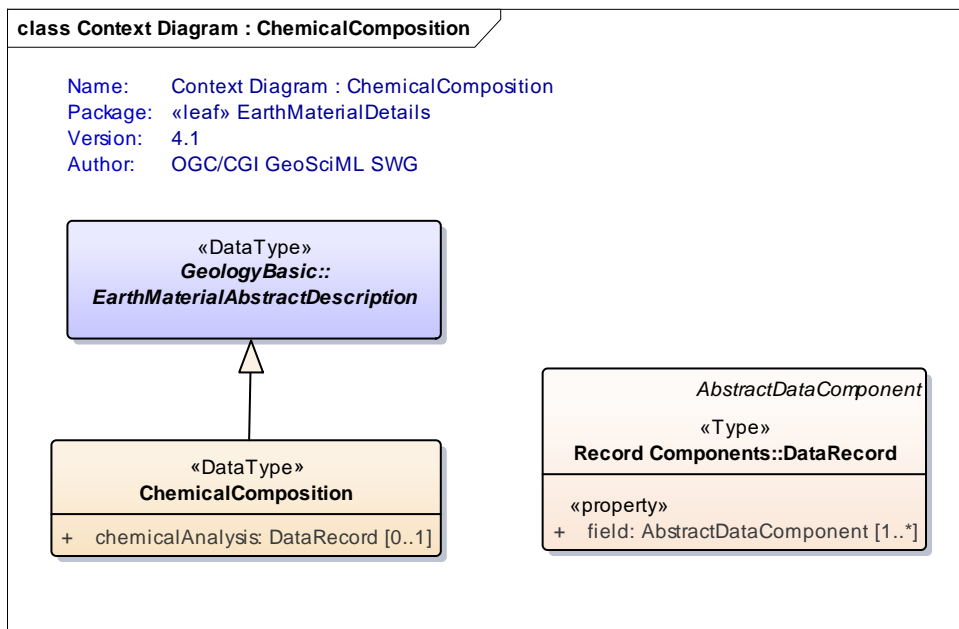 class Context Diagram : ChemicalComposition
Name: Context Diagram : ChemicalComposition
Package: «leaf» EarthMaterialDetails
Version: 4.1
Author: OGC/CGI GeoSciML SWG
«DataType»
GeologyBasic::
EarthMaterialAbstractDescription
«DataType»
ChemicalComposition
+ chemicalAnalysis: DataRecord [0..1]
AbstractDataComponent
«Type»
Record Components::DataRecord
«property»
+ field: AbstractDataComponent [1..*]